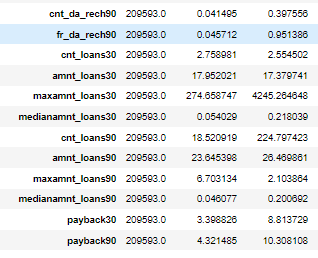 cnt_da_rech90 209593.0 0.041495 0.397556
fr_da_rech90 209593.0 0.045712 0.951386
cnt_loans30 209593.0 2.758981 2.554502
amnt_loans30 209593.0 17.952021 17.379741
maxamnt_loans30 209593.0 274.658747 4245.264648
medianamnt_loans30 209593.0 0.054029 0.218039
cnt_loans90 209593.0 18.520919 224.797423
amnt_loans90 209593.0 23.645398 26.469861
maxamnt_loans90 209593.0 6.703134 2.103864
medianamnt_loans90 209593.0 0.046077 0.200692
payback30 209593.0 3.398826 8.813729
payback90 209593.0 4.321485 10.308108